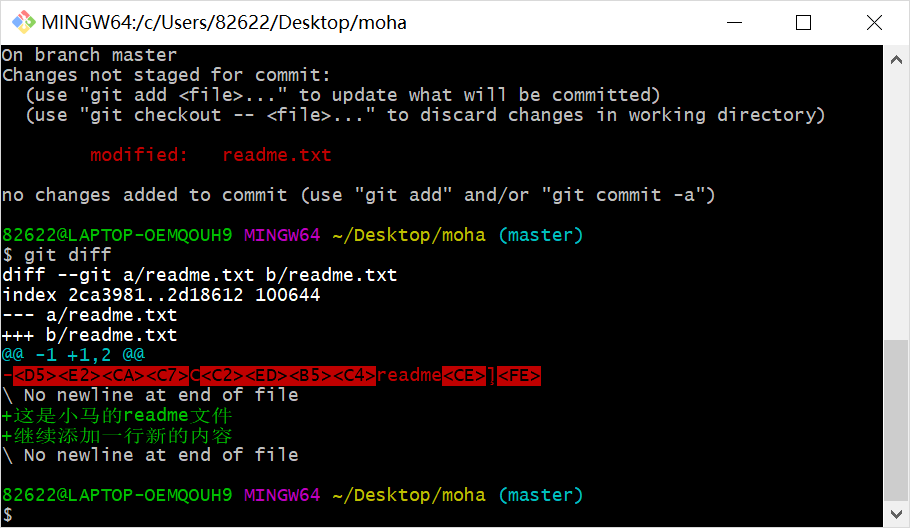 MINGW64:/c/Users/82622/Desktop/moha
On branch master
Changes not staged for commit:
  (use "git add <file>..." to update what will be committed)
  (use "git checkout -- <file>..." to discard changes in working directory)
        modified:   readme.txt
no changes added to commit (use "git add" and/or "git commit -a")
82622@LAPTOP-OEMQOUH9 MINGW64 ~/Desktop/moha (master)
$ git diff
diff --git a/readme.txt b/readme.txt
index 2ca3981..2d18612 100644
--- a/readme.txt
+++ b/readme.txt
@@ -1 +1,2 @@
-<D5><E2><CA><C7>С<C2><ED><B5><C4>readme<CE>ļ<FE>
\ No newline at end of file
+这是小马的readme文件
+继续添加一行新的内容
\ No newline at end of file
82622@LAPTOP-OEMQOUH9 MINGW64 ~/Desktop/moha (master)
$